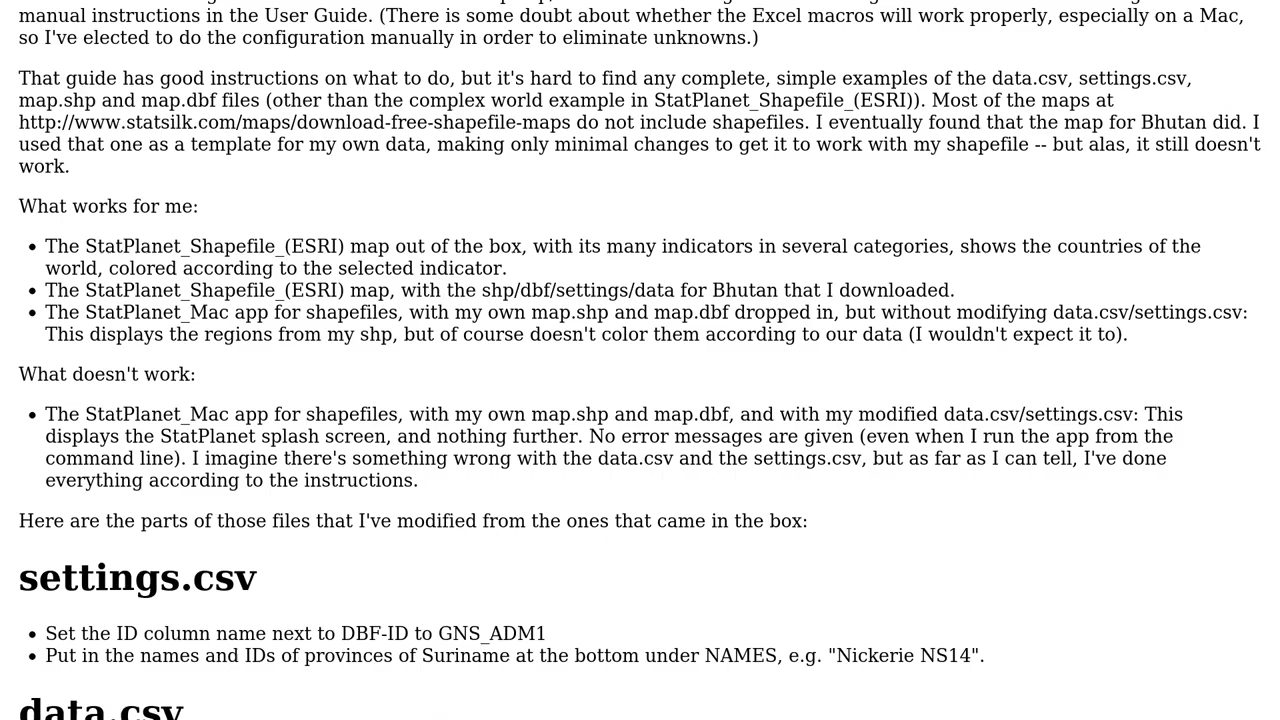 manual instructions in the User Guide. (There is some doubt about whether the Excel macros will work properly, especially on a Mac,
so I've elected to do the configuration manually in order to eliminate unknowns.)
That guide has good instructions on what to do, but it's hard to find any complete, simple examples of the data.csv, settings.csv,
map.shp and map.dbf files (other than the complex world example in StatPlanet_Shapefile_(ESRI)). Most of the maps at
http://www.statsilk.com/maps/download-free-shapefile-maps do not include shapefiles. I eventually found that the map for Bhutan did. I
used that one as a template for my own data, making only minimal changes to get it to work with my shapefile -- but alas, it still doesn't
work.
What works for me:
• The StatPlanet_Shapefile_(ESRI) map out of the box, with its many indicators in several categories, shows the countries of the
world, colored according to the selected indicator.
• The StatPlanet_Shapefile_(ESRI) map, with the shp/dbf/settings/data for Bhutan that I downloaded.
• The StatPlanet_Mac app for shapefiles, with my own map.shp and map.dbf dropped in, but without modifying data.csv/settings.csv:
This displays the regions from my shp, but of course doesn't color them according to our data (I wouldn't expect it to).
What doesn't work:
• The StatPlanet_Mac app for shapefiles, with my own map.shp and map.dbf, and with my modified data.csv/settings.csv: This
displays the StatPlanet splash screen, and nothing further. No error messages are given (even when I run the app from the
command line). I imagine there's something wrong with the data.csv and the settings.csv, but as far as I can tell, I've done
everything according to the instructions.
Here are the parts of those files that I've modified from the ones that came in the box:
settings.csv
• Set the ID column name next to DBF-ID to GNS_ADM1
• Put in the names and IDs of provinces of Suriname at the bottom under NAMES, e.g. "Nickerie NS14".
data.csv